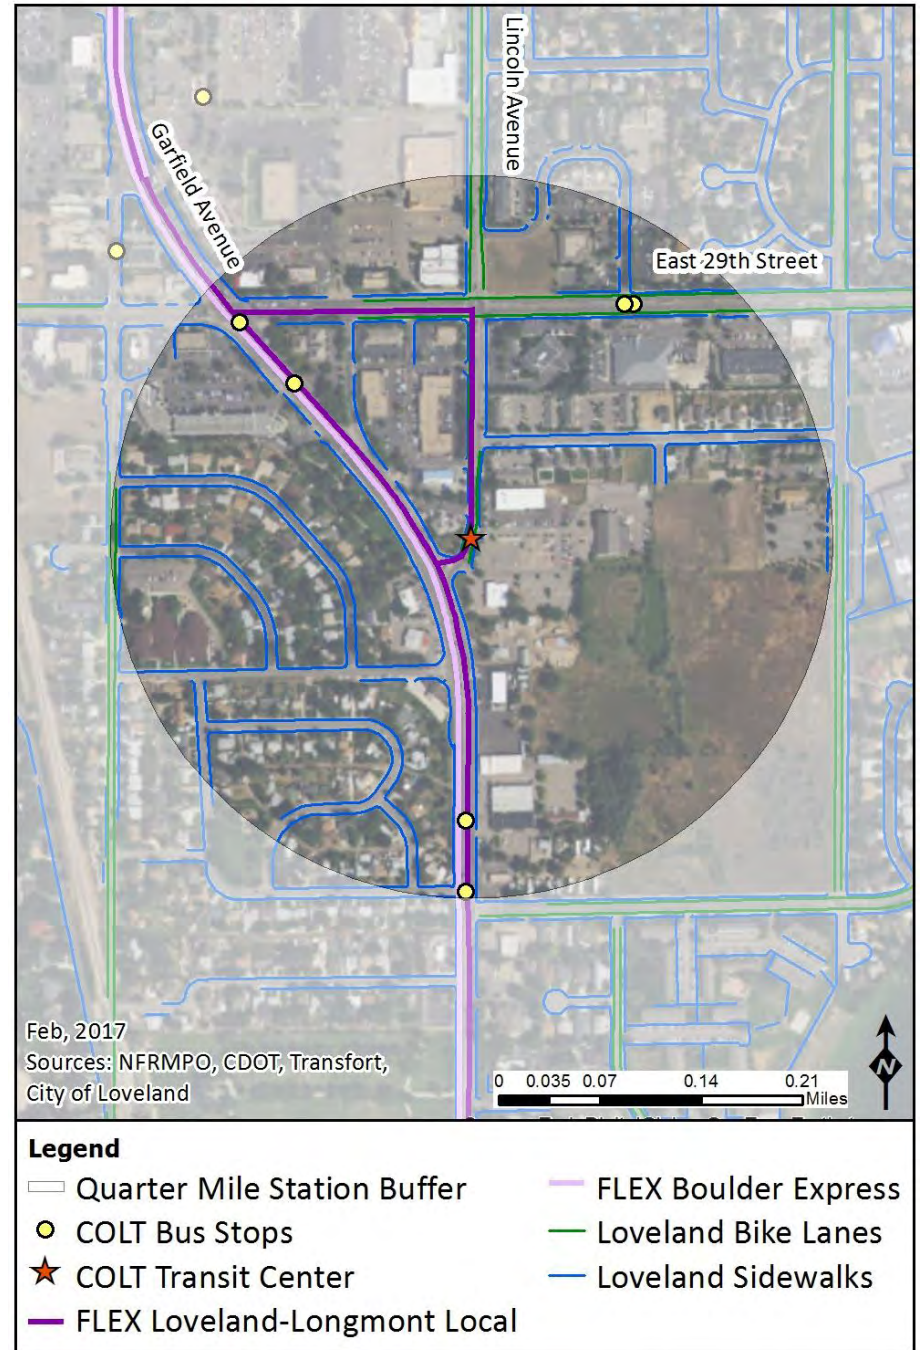 Lincoln Avenue
Garfield Avenue
East 29th Street
Feb, 2017
Sources: NFRMPO, CDOT, Transfort,
City of Loveland
N
0 0.035 0.07 0.14 0.21
Miles
Legend
Quarter Mile Station Buffer
COLT Bus Stops
COLT Transit Center
FLEX Loveland-Longmont Local
FLEX Boulder Express
Loveland Bike Lanes
Loveland Sidewalks